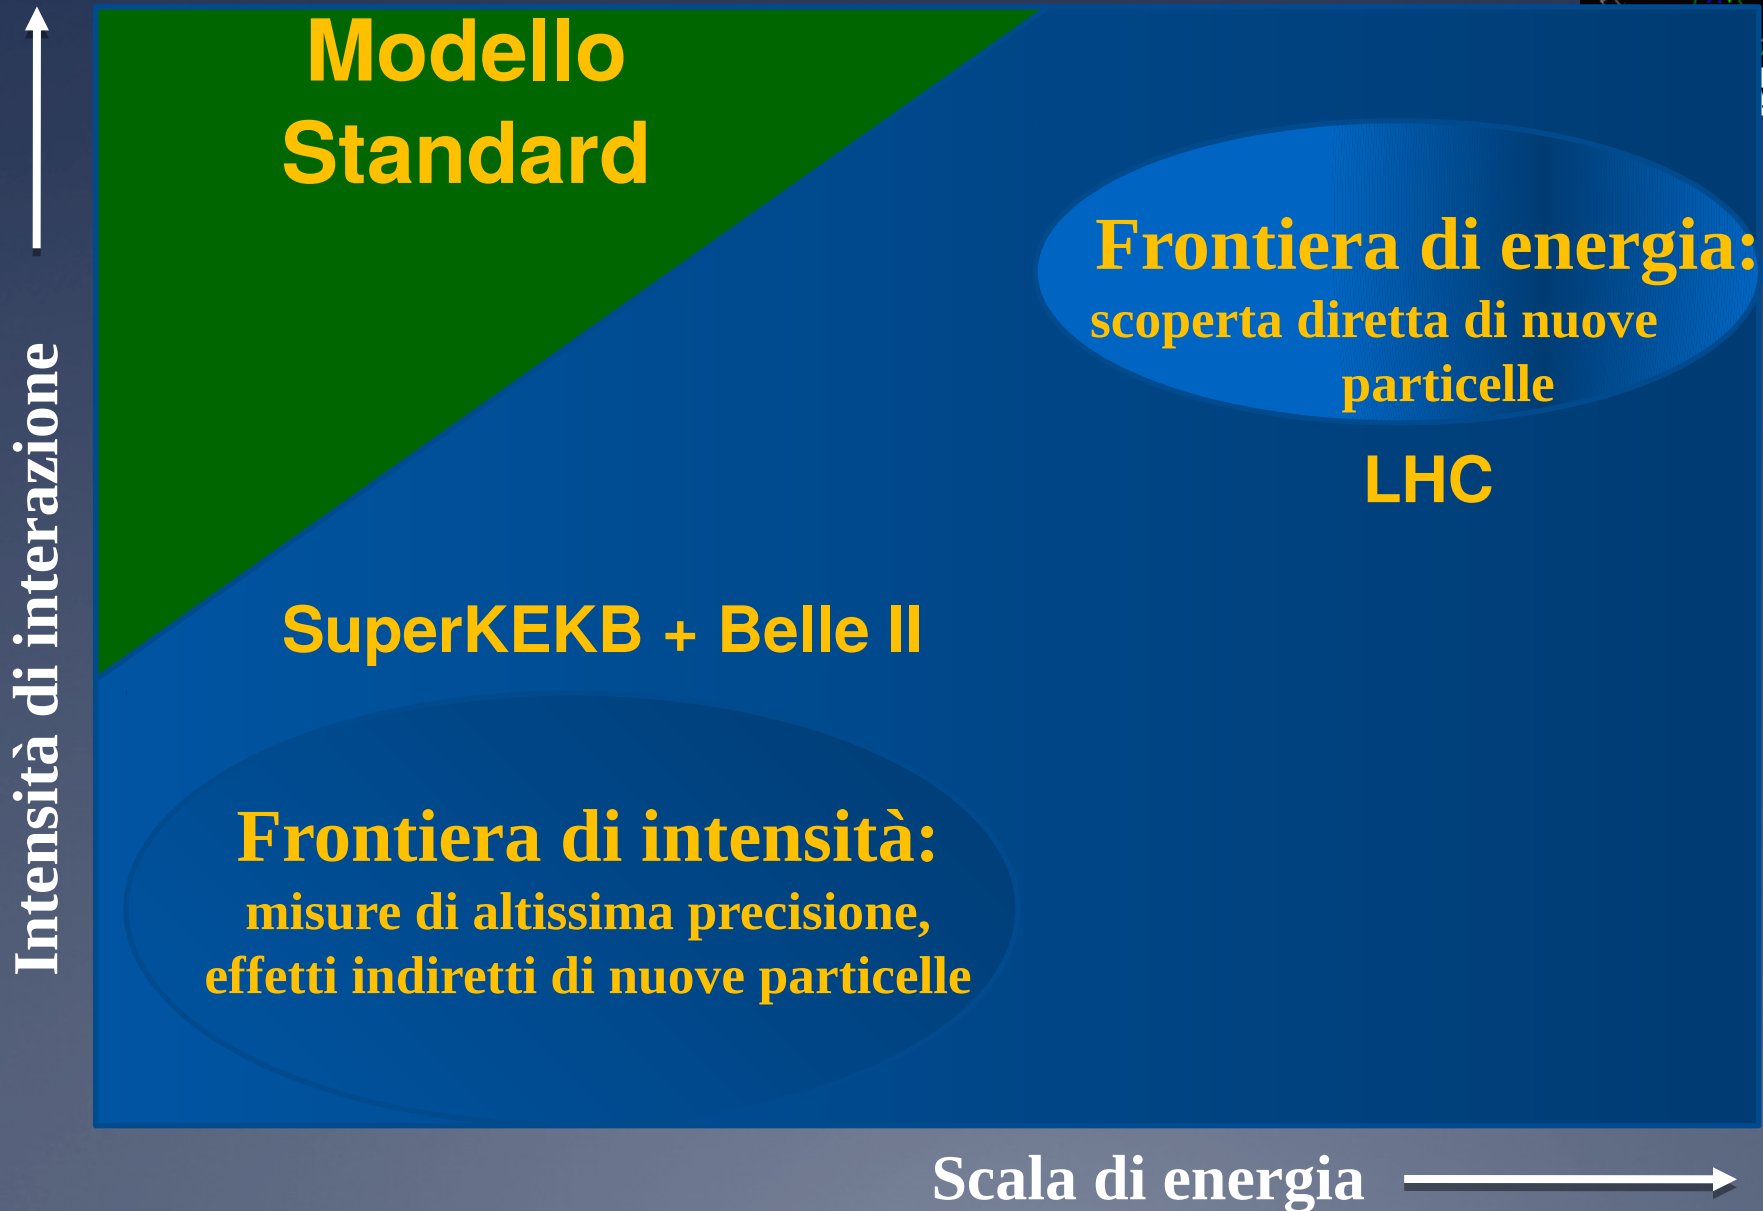 Modello
Standard
Frontiera di energia:
scoperta diretta di nuove
particelle
LHC
SuperKEKB + Belle II
Frontiera di intensità:
misure di altissima precisione,
effetti indiretti di nuove particelle
Intensità di interazione
Scala di energia